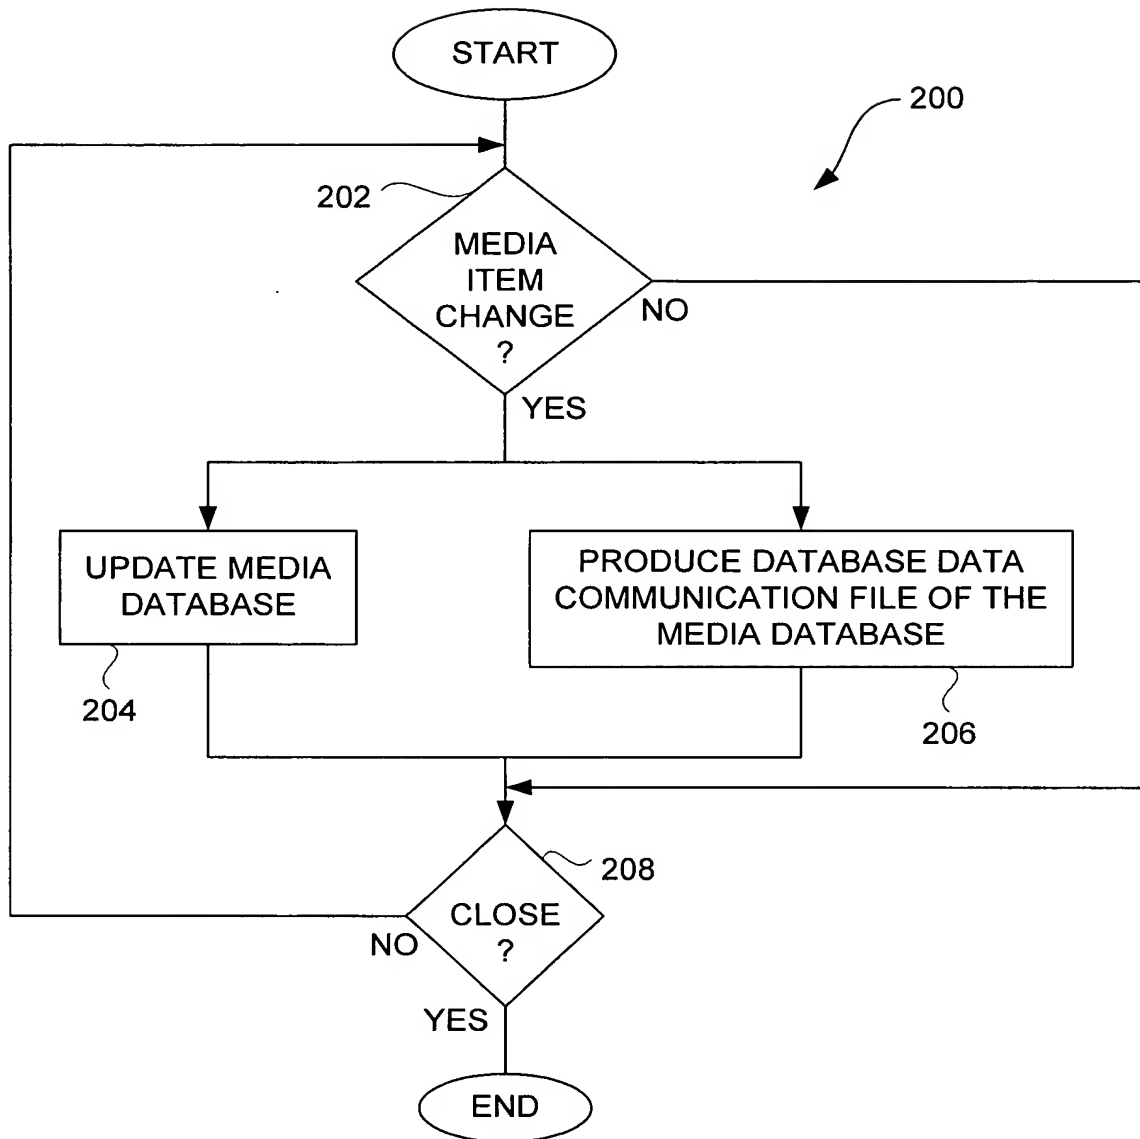 START
200
202
MEDIA
ITEM
CHANGE
?
NO
YES
UPDATE MEDIA
DATABASE
204
PRODUCE DATABASE DATA
COMMUNICATION FILE OF THE
MEDIA DATABASE
206
208
CLOSE
?
NO
YES
END